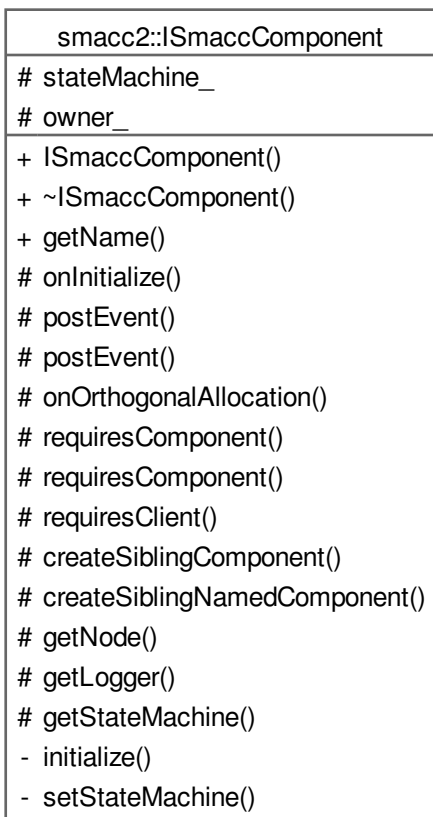 smacc2::ISmaccComponent
# stateMachine_
# owner_
+ ISmaccComponent()
+ ~ISmaccComponent()
+ getName()
# onInitialize()
# postEvent()
# postEvent()
# onOrthogonalAllocation()
# requiresComponent()
# requiresComponent()
# requiresClient()
# createSiblingComponent()
# createSiblingNamedComponent()
# getNode()
# getLogger()
# getStateMachine()
- initialize()
- setStateMachine()